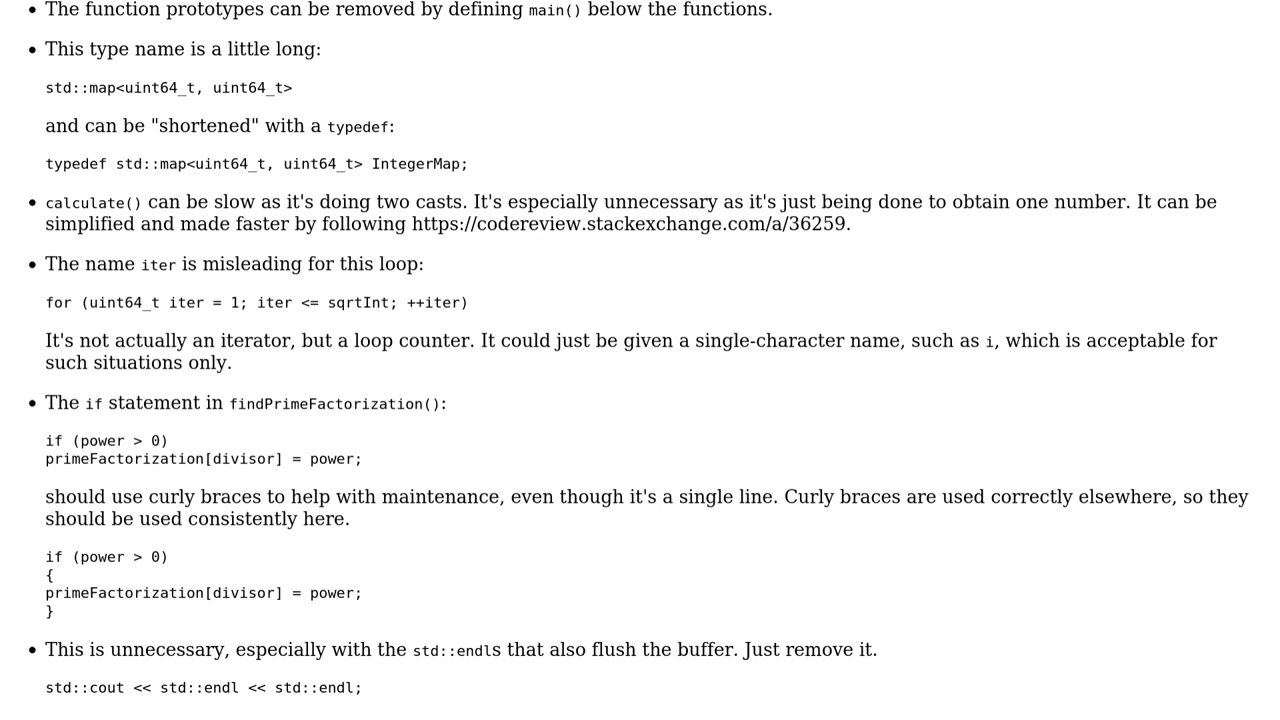 • The function prototypes can be removed by defining main() below the functions.
• This type name is a little long:
std::map<uint64_t, uint64_t>
and can be "shortened" with a typedef:
typedef std::map<uint64_t, uint64_t> IntegerMap;
• calculate() can be slow as it's doing two casts. It's especially unnecessary as it's just being done to obtain one number. It can be
simplified and made faster by following https://codereview.stackexchange.com/a/36259.
• The name iter is misleading for this loop:
for (uint64_t iter = 1; iter <= sqrtInt; ++iter)
It's not actually an iterator, but a loop counter. It could just be given a single-character name, such as i, which is acceptable for
such situations only.
• The if statement in findPrimeFactorization():
if (power > 0)
primeFactorization[divisor] = power;
should use curly braces to help with maintenance, even though it's a single line. Curly braces are used correctly elsewhere, so they
should be used consistently here.
if (power > 0)
{
primeFactorization[divisor] = power;
}
• This is unnecessary, especially with the std::endls that also flush the buffer. Just remove it.
std::cout << std::endl << std::endl;